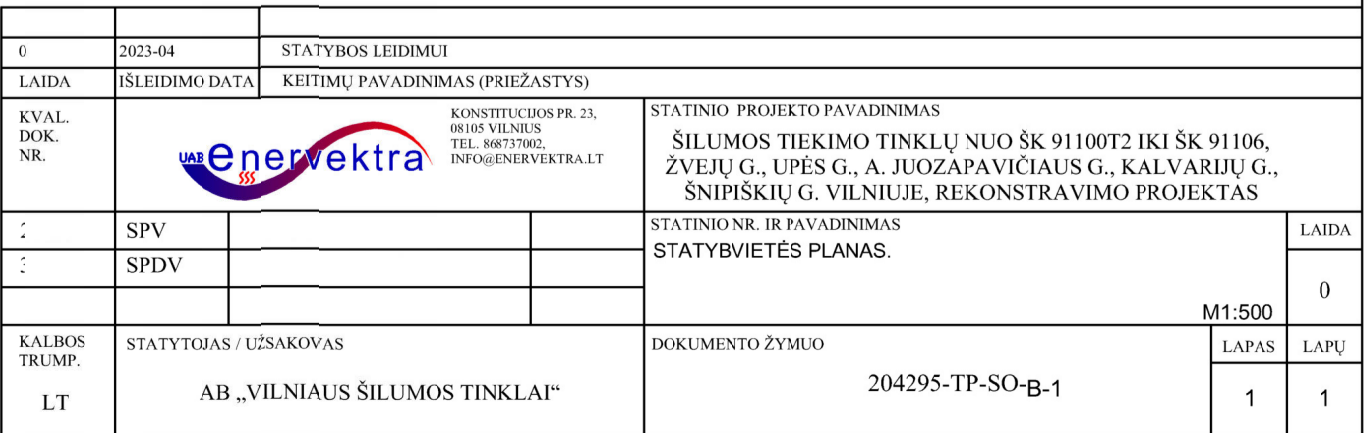 0 2023-04 STATYBOS LEIDIMUI
LAIDA IŠLEIDIMO DATA KEITIMŲ PAVADINIMAS (PRIEŽASTYS)
KVAL.
DOK.
NR.
UAB enervektra
KONSTITUCIJOS PR. 23,
08105 VILNIUS
TEL. 868737002,
INFO@ENERVEKTRA.LT
STATINIO PROJEKTO PAVADINIMAS
ŠILUMOS TIEKIMO TINKLŲ NUO ŠK 91100T2 IKI ŠK 91106,
ŽVEJŲ G., UPĖS G., A. JUOZAPAVIČIAUS G., KALVARIJŲ G.,
ŠNIPIŠKIŲ G. VILNIUJE, REKONSTRAVIMO PROJEKTAS
SPV
SPDV
STATINIO NR. IR PAVADINIMAS
STATYBVIETĖS PLANAS.
M1:500
LAIDA
0
KALBOS
TRUMP.
LT
STATYTOJAS / UŽSAKOVAS
AB „VILNIAUS ŠILUMOS TINKLAI“
DOKUMENTO ŽYMUO
204295-TP-SO-B-1
LAPAS
1
LAPŲ
1